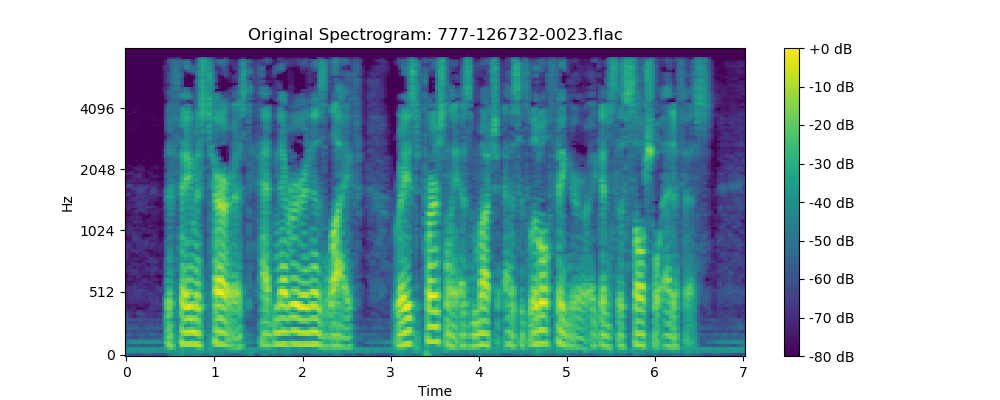 Original Spectrogram: 777-126732-0023.flac
Hz
4096
2048
1024
512
0
0 1 2 3 4 5 6 7
Time
+0 dB
-10 dB
-20 dB
-30 dB
-40 dB
-50 dB
-60 dB
-70 dB
-80 dB